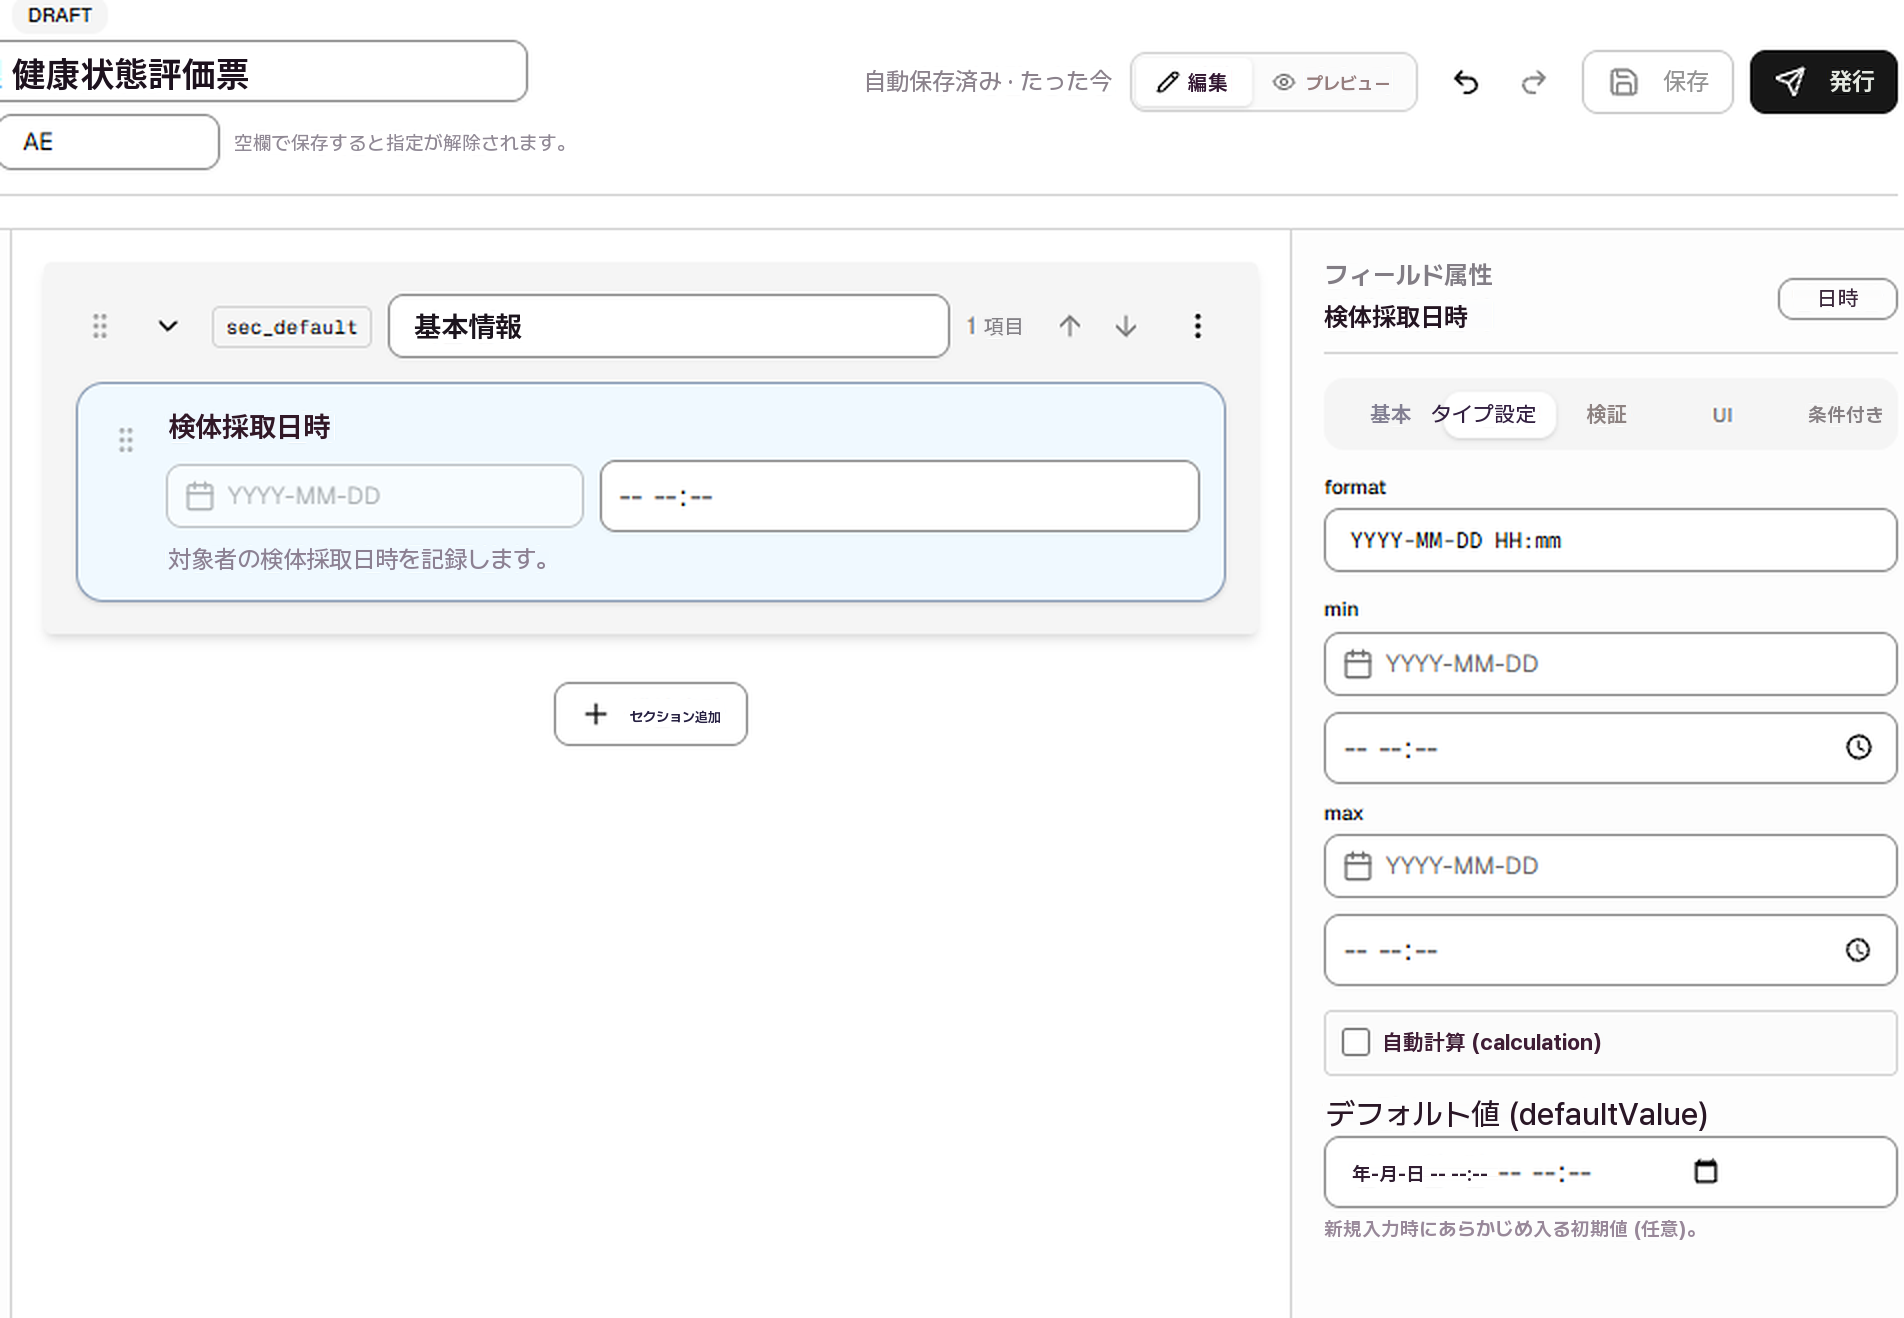 DRAFT
健康状態評価票
自動保存済み · たった今
編集
プレビュー
保存
発行
AE
空欄で保存すると指定が解除されます。
sec_default
基本情報
1 項目
検体採取日時
YYYY-MM-DD
-- --:--
対象者の検体採取日時を記録します。
セクション追加
フィールド属性
検体採取日時
日時
基本
タイプ設定
検証
UI
条件付き
format
YYYY-MM-DD HH:mm
min
YYYY-MM-DD
-- --:--
max
YYYY-MM-DD
-- --:--
自動計算 (calculation)
デフォルト値 (defaultValue)
年-月-日 -- --:-- -- --:--
新規入力時にあらかじめ入る初期値 (任意)。